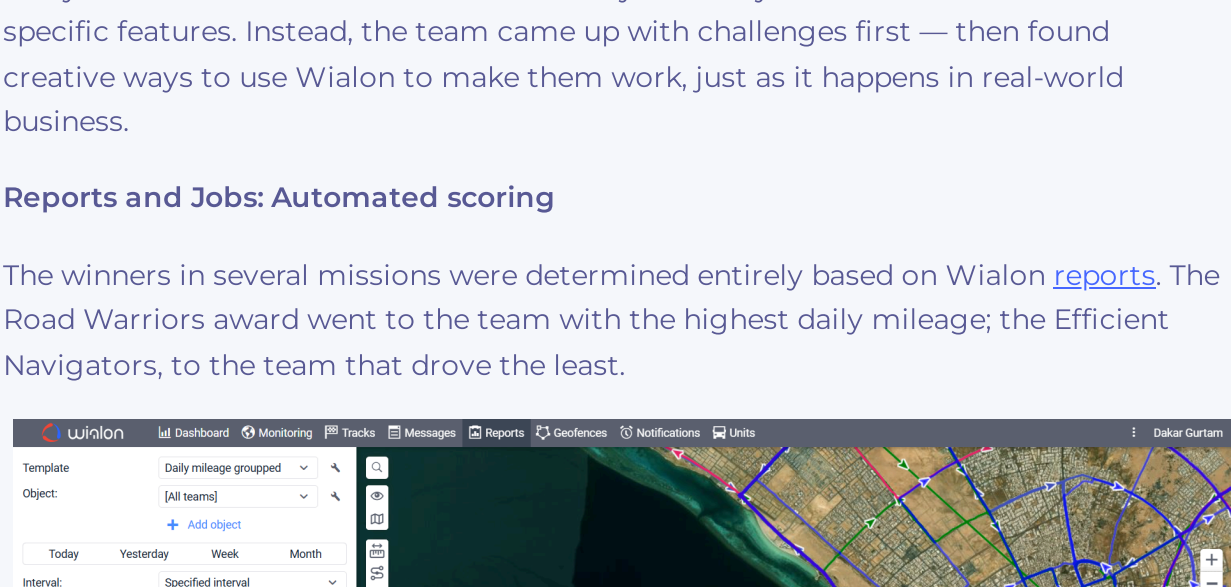 specific features. Instead, the team came up with challenges first — then found
creative ways to use Wialon to make them work, just as it happens in real-world
business.
Reports and Jobs: Automated scoring
The winners in several missions were determined entirely based on Wialon reports. The
Road Warriors award went to the team with the highest daily mileage; the Efficient
Navigators, to the team that drove the least.
wialon Dashboard Monitoring Tracks Messages Reports Geofences Notifications Units Dakar Gurtam
Template Daily mileage groupped
Object: [All teams]
+ Add object
Today Yesterday Week Month
Interval: Specified interval